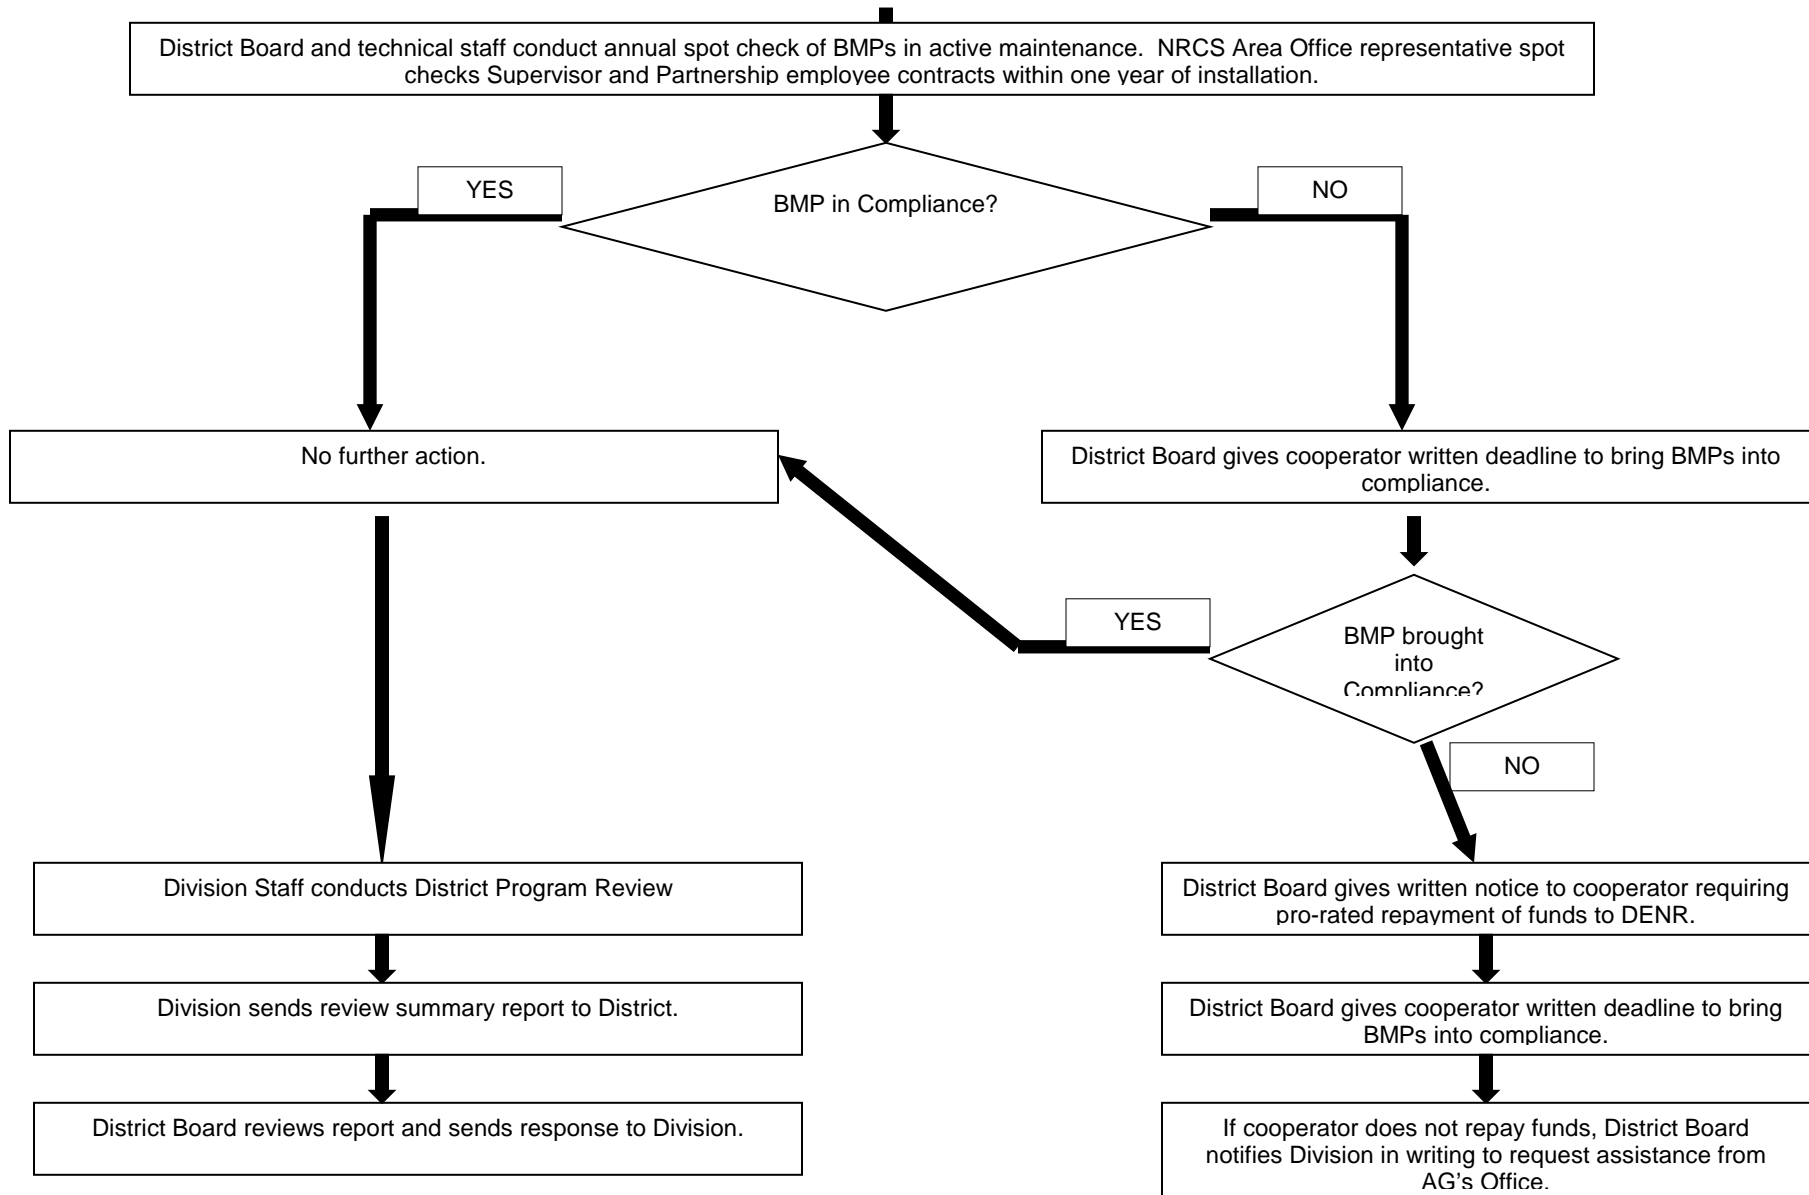 District Board and technical staff conduct annual spot check of BMPs in active maintenance.  NRCS Area Office representative spot
checks Supervisor and Partnership employee contracts within one year of installation.
YES
BMP in Compliance?
NO
No further action.
District Board gives cooperator written deadline to bring BMPs into
compliance.
YES
BMP brought
into
Compliance?
NO
Division Staff conducts District Program Review
District Board gives written notice to cooperator requiring
pro-rated repayment of funds to DENR.
Division sends review summary report to District.
District Board gives cooperator written deadline to bring
BMPs into compliance.
District Board reviews report and sends response to Division.
If cooperator does not repay funds, District Board
notifies Division in writing to request assistance from
AG's Office.